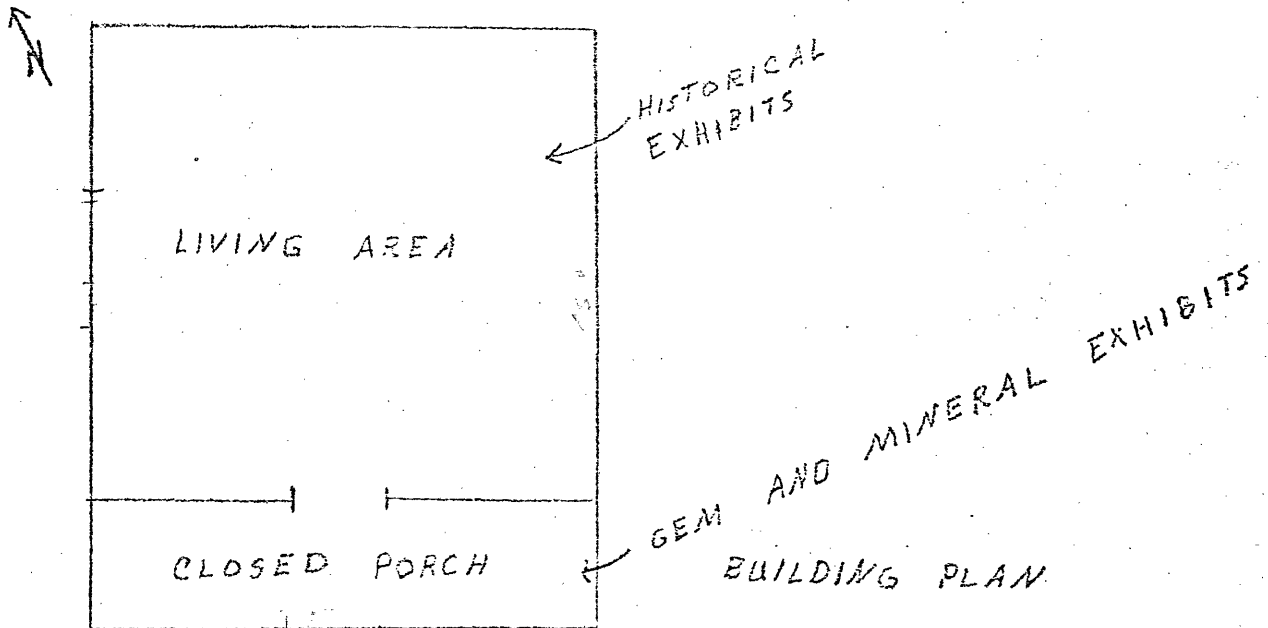 N
HISTORICAL
EXHIBITS
LIVING AREA
GEM AND MINERAL EXHIBITS
CLOSED PORCH
BUILDING PLAN